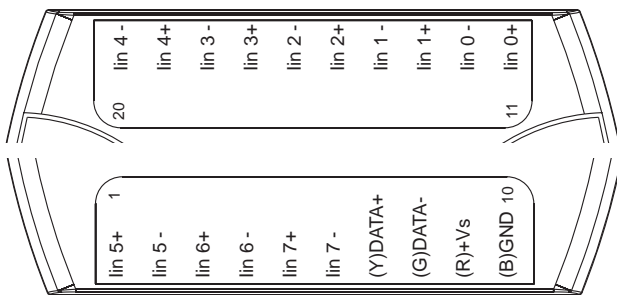 Iin 4 -
Iin 4+
Iin 3 -
Iin 3+
Iin 2 -
Iin 2+
Iin 1 -
Iin 1+
Iin 0 -
Iin 0+
20
11
1
10
Iin 5+
Iin 5 -
Iin 6+
Iin 6 -
Iin 7+
Iin 7 -
(Y)DATA+
(G)DATA-
(R)+Vs
(B)GND